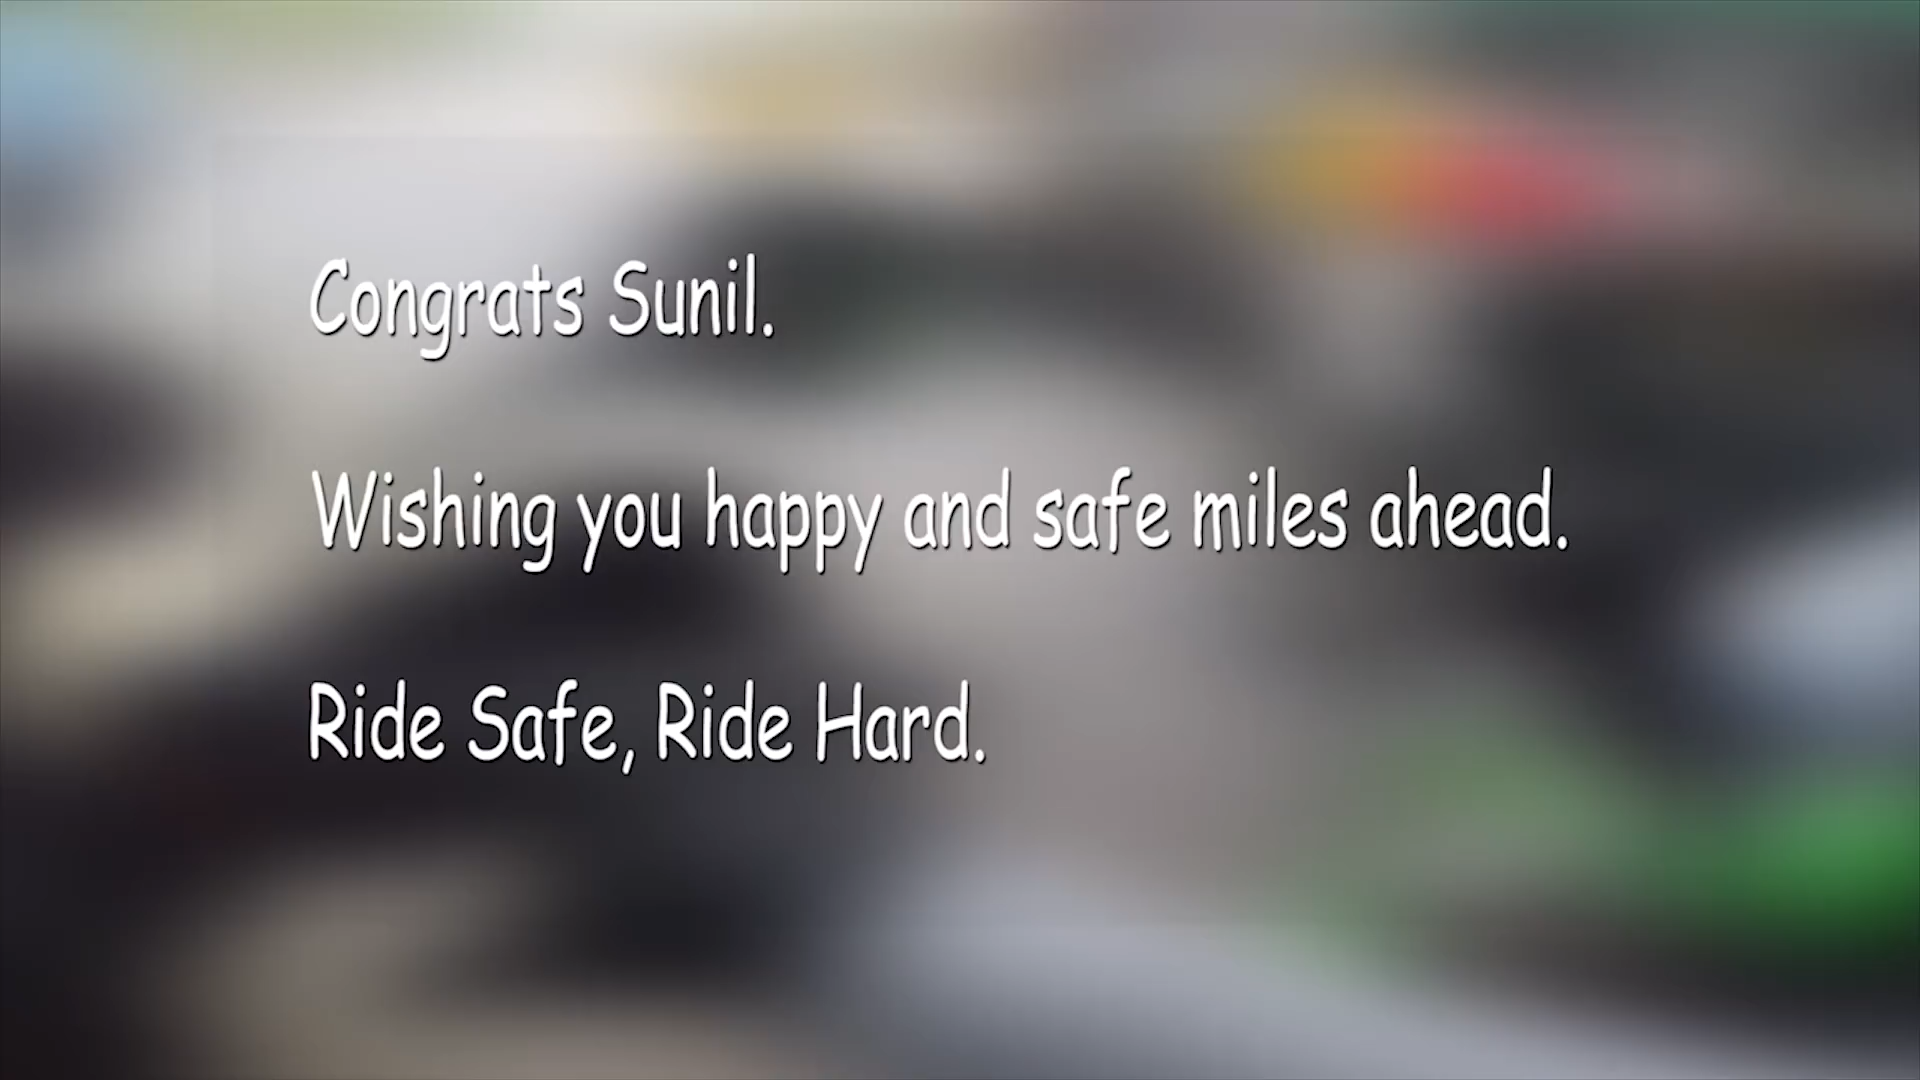 Congrats Sunil.
Wishing you happy and safe miles ahead.
Ride Safe, Ride Hard.